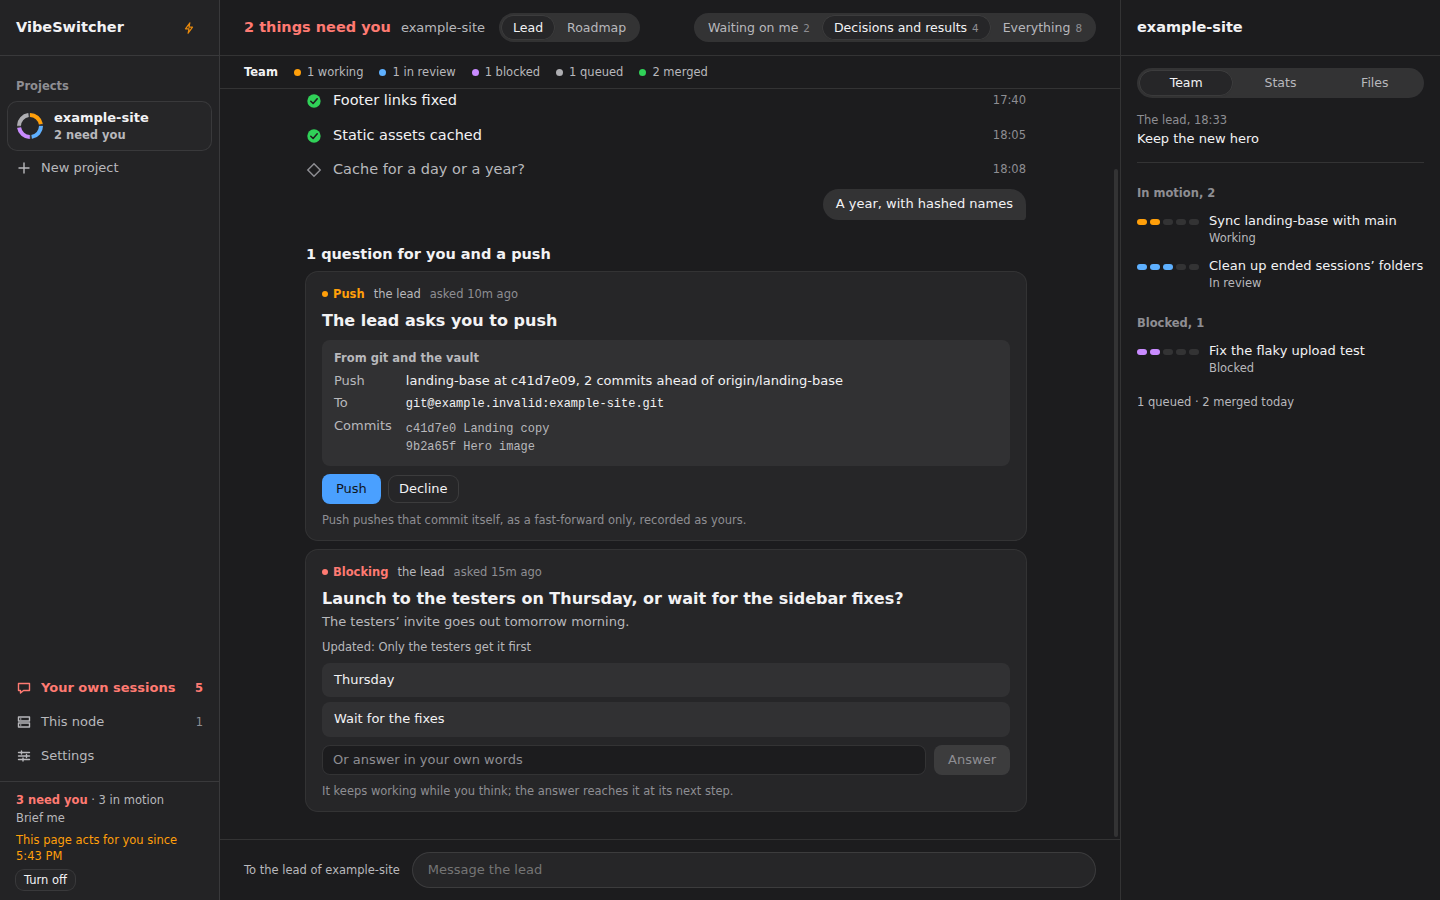 VibeSwitcher
Projects
example-site
2 need you
New project
Your own sessions 5
This node 1
Settings
3 need you · 3 in motion
Brief me
This page acts for you since
5:43 PM
Turn off
2 things need you example-site Lead Roadmap Waiting on me 2 Decisions and results 4 Everything 8
Team 1 working 1 in review 1 blocked 1 queued 2 merged
Footer links fixed 17:40
Static assets cached 18:05
Cache for a day or a year? 18:08
A year, with hashed names
1 question for you and a push
Push the lead asked 10m ago
The lead asks you to push
From git and the vault
Push landing-base at c41d7e09, 2 commits ahead of origin/landing-base
To git@example.invalid:example-site.git
Commits c41d7e0 Landing copy
9b2a65f Hero image
Push Decline
Push pushes that commit itself, as a fast-forward only, recorded as yours.
Blocking the lead asked 15m ago
Launch to the testers on Thursday, or wait for the sidebar fixes?
The testers’ invite goes out tomorrow morning.
Updated: Only the testers get it first
Thursday
Wait for the fixes
Or answer in your own words Answer
It keeps working while you think; the answer reaches it at its next step.
To the lead of example-site Message the lead
example-site
Team Stats Files
The lead, 18:33
Keep the new hero
In motion, 2
Sync landing-base with main
Working
Clean up ended sessions’ folders
In review
Blocked, 1
Fix the flaky upload test
Blocked
1 queued · 2 merged today